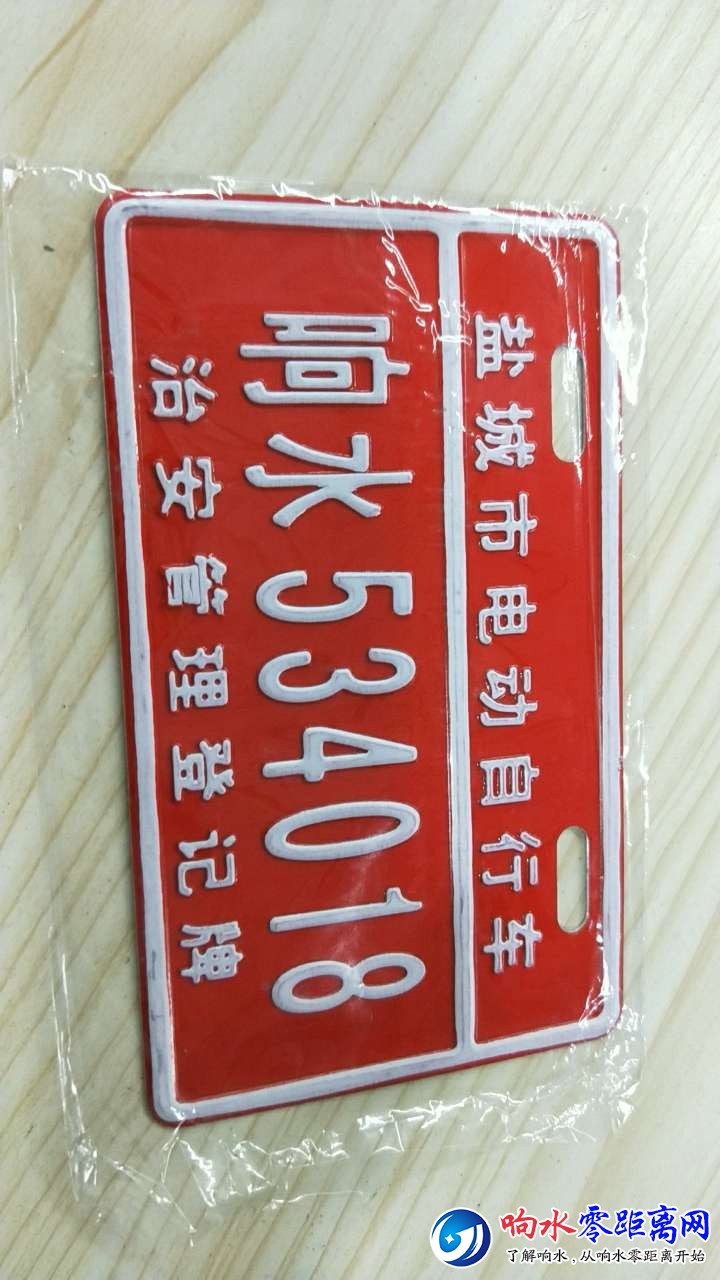 盐城市电动自行车
响水534018
治安管理登记牌
响水零距离网
了解响水,从响水零距离开始